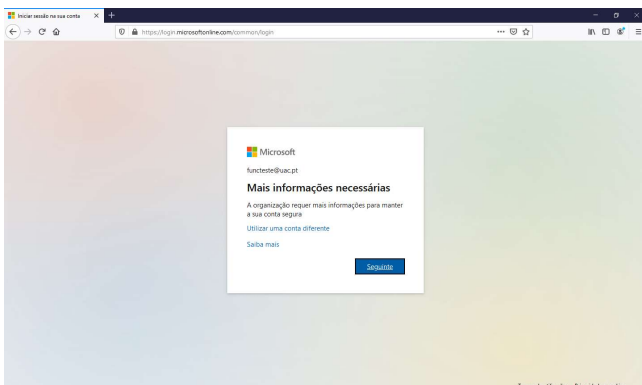 Iniciar sessão na sua conta
https://login.microsoftonline.com/common/login
Microsoft
functeste@uac.pt
Mais informações necessárias
A organização requer mais informações para manter
a sua conta segura
Utilizar uma conta diferente
Saiba mais
Seguinte